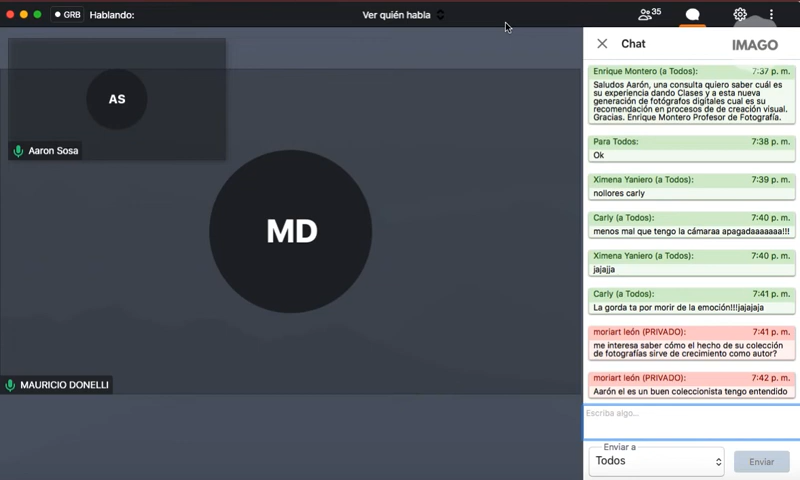 GRB
Hablando:
Ver quién habla
35
Chat
IMAGO
AS
Aaron Sosa
MD
MAURICIO DONELLI
Enrique Montero (a Todos): 7:37 p. m.
Saludos Aarón, una consulta quiero saber cuál es
su experiencia dando Clases y a esta nueva
generación de fotógrafos digitales cual es su
recomendación en procesos de de creación visual.
Gracias. Enrique Montero Profesor de Fotografía.
Para Todos: 7:38 p. m.
Ok
Ximena Yaniero (a Todos): 7:39 p. m.
nollores carly
Carly (a Todos): 7:40 p. m.
menos mal que tengo la cámaraa apagadaaaaaaa!!!
Ximena Yaniero (a Todos): 7:40 p. m.
jajajja
Carly (a Todos): 7:41 p. m.
La gorda ta por morir de la emoción!!!jajajaja
moriart león (PRIVADO): 7:41 p. m.
me interesa saber cómo el hecho de su colección
de fotografías sirve de crecimiento como autor?
moriart león (PRIVADO): 7:42 p. m.
Aarón el es un buen coleccionista tengo entendido
Escriba algo...
Enviar a
Todos
Enviar